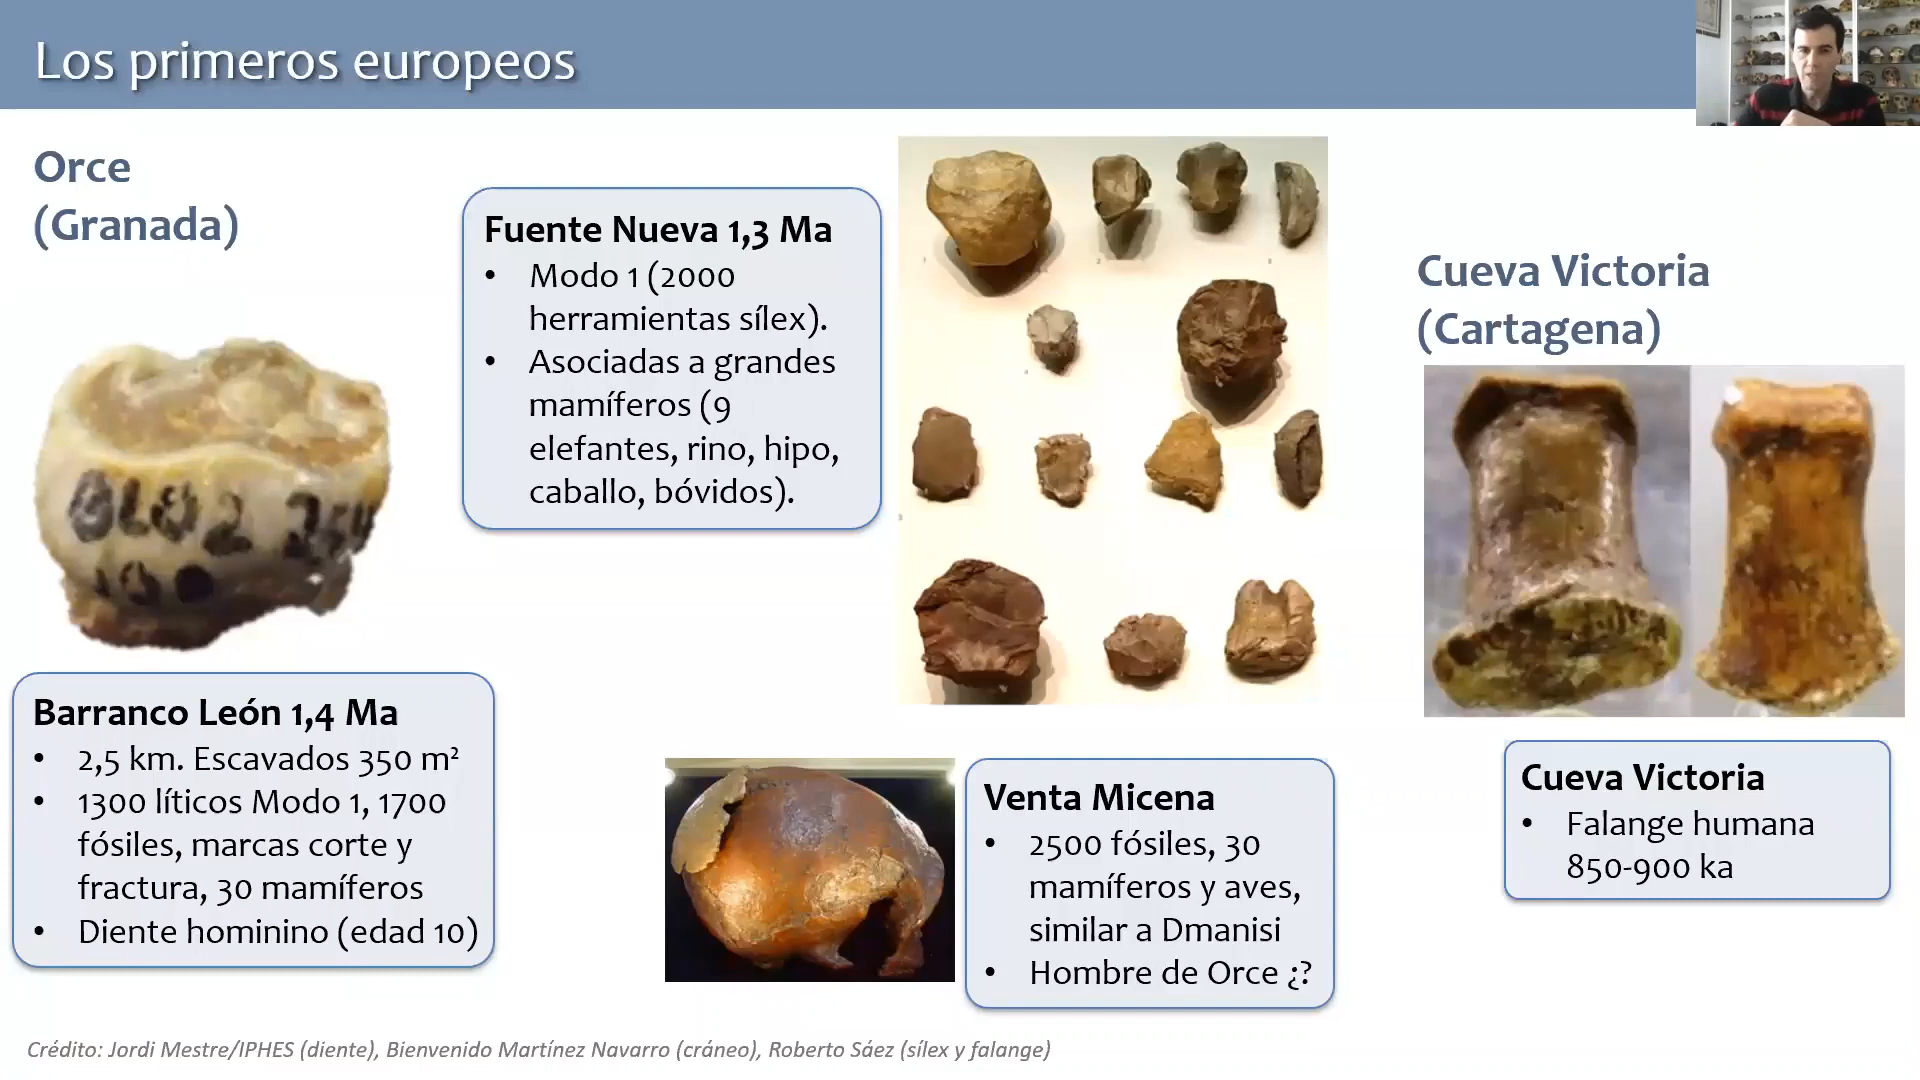 Los primeros europeos
Orce
(Granada)
Fuente Nueva 1,3 Ma
• Modo 1 (2000
herramientas sílex).
• Asociadas a grandes
mamíferos (9
elefantes, rino, hipo,
caballo, bóvidos).
Cueva Victoria
(Cartagena)
Barranco León 1,4 Ma
• 2,5 km. Escavados 350 m²
• 1300 líticos Modo 1, 1700
fósiles, marcas corte y
fractura, 30 mamíferos
• Diente hominino (edad 10)
Venta Micena
• 2500 fósiles, 30
mamíferos y aves,
similar a Dmanisi
• Hombre de Orce ¿?
Cueva Victoria
• Falange humana
850-900 ka
Crédito: Jordi Mestre/IPHES (diente), Bienvenido Martínez Navarro (cráneo), Roberto Sáez (sílex y falange)